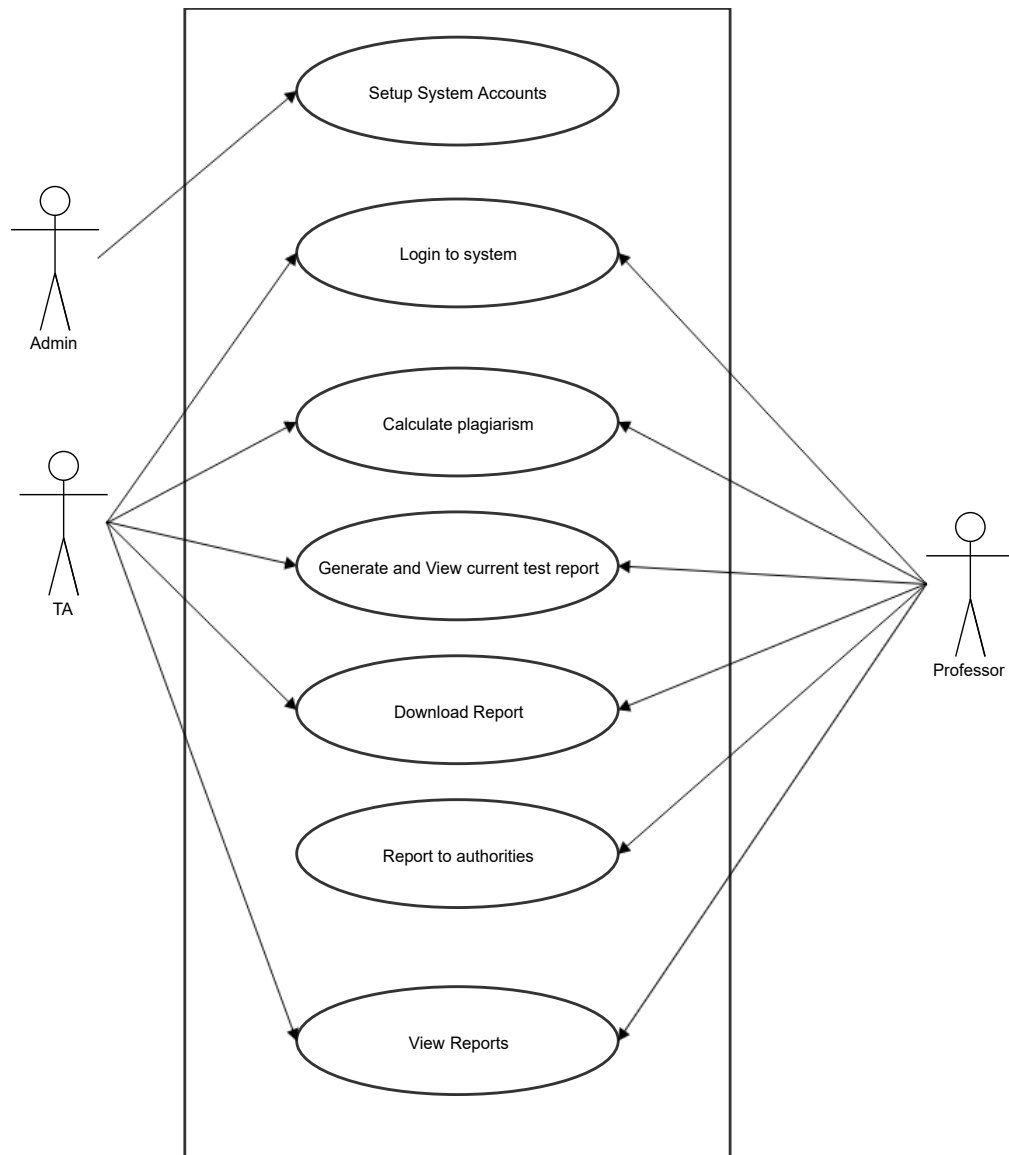 Setup System Accounts
Login to system
Admin
Calculate plagiarism
Generate and View current test report
TA
Professor
Download Report
Report to authorities
View Reports